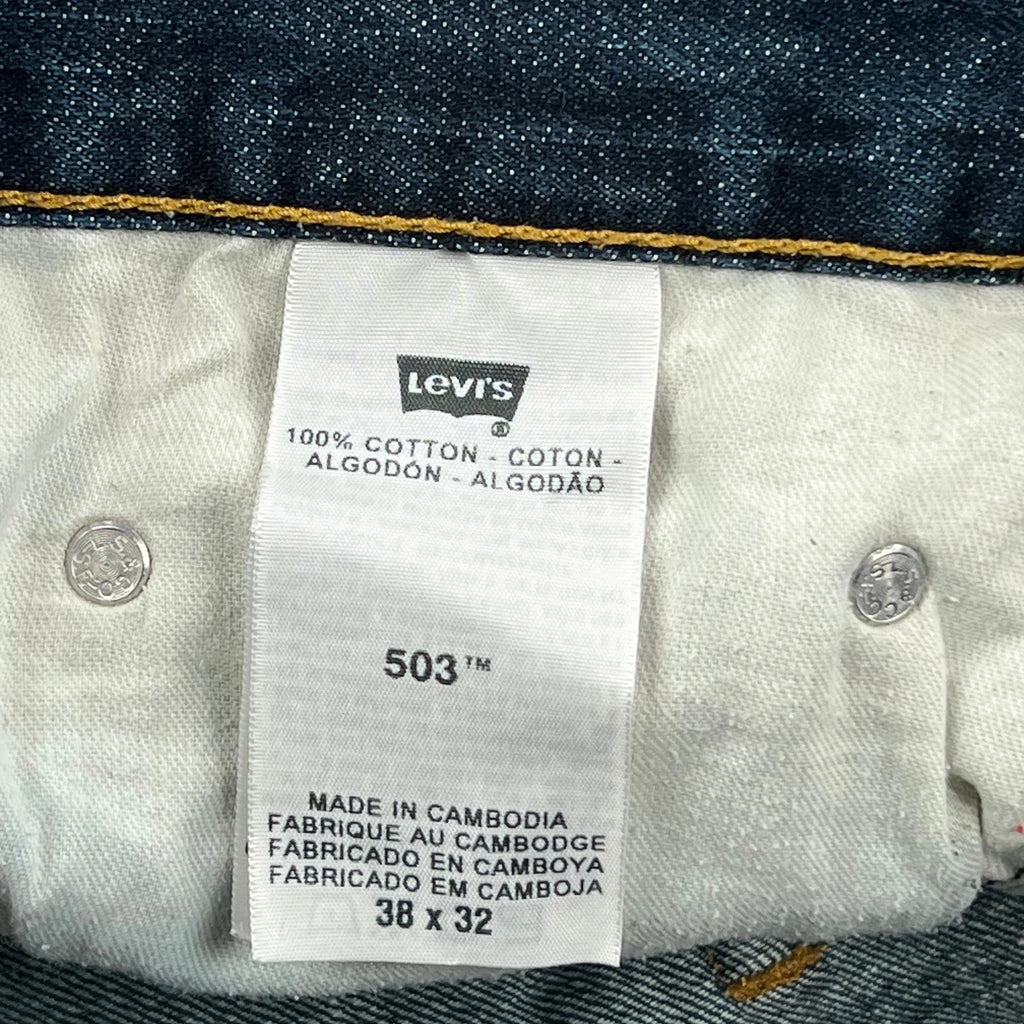 Levi's
®
100% COTTON - COTON -
ALGODÓN - ALGODÃO
503™
MADE IN CAMBODIA
FABRIQUE AU CAMBODGE
FABRICADO EN CAMBOYA
FABRICADO EM CAMBOJA
38 x 32